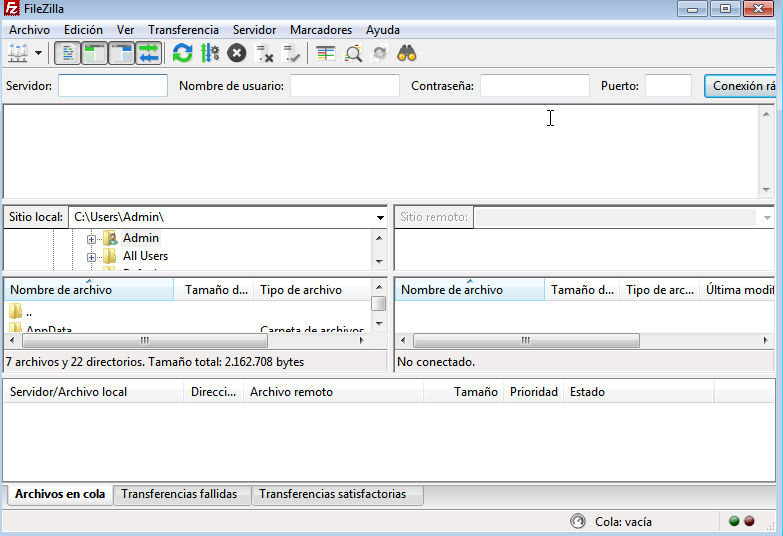 FileZilla
Archivo Edición Ver Transferencia Servidor Marcadores Ayuda
Servidor: Nombre de usuario: Contraseña: Puerto: Conexión rá
Sitio local: C:\Users\Admin\ Sitio remoto:
Admin
All Users
Nombre de archivo Tamaño d... Tipo de archivo Nombre de archivo Tamaño d... Tipo de arc... Última modif
..
AppData Carpeta de archivos
7 archivos y 22 directorios. Tamaño total: 2.162.708 bytes No conectado.
Servidor/Archivo local Direcci... Archivo remoto Tamaño Prioridad Estado
Archivos en cola Transferencias fallidas Transferencias satisfactorias
Cola: vacía